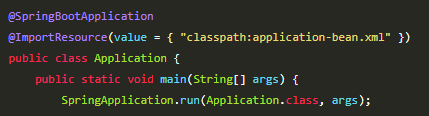 @SpringBootApplication
@ImportResource(value = { "classpath:application-bean.xml" })
public class Application {
    public static void main(String[] args) {
        SpringApplication.run(Application.class, args);